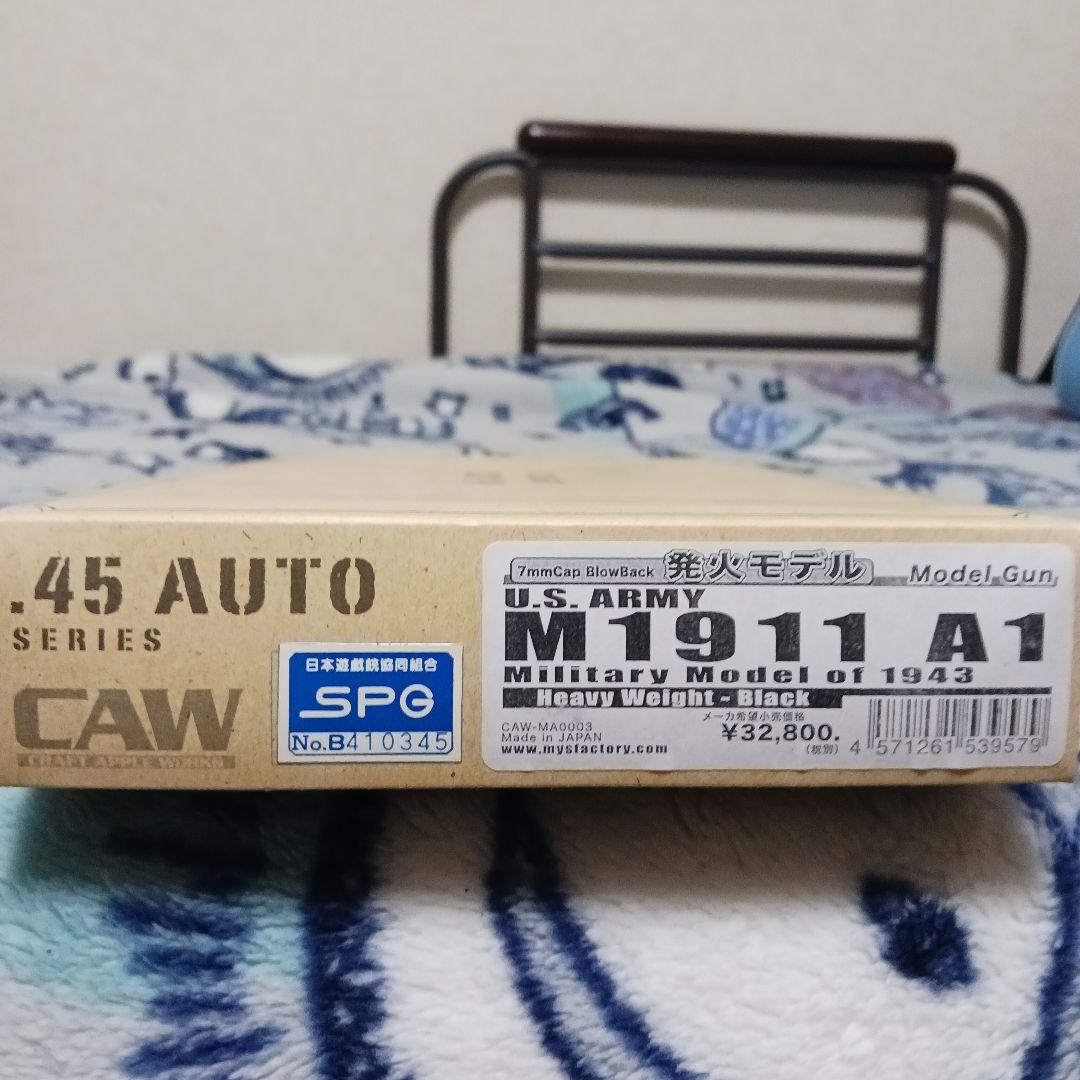 .45 AUTO
SERIES
CAW
CRAFT APPLE WORKS
日本遊戯銃協同組合
SPG
No.B410345
7mmCap BlowBack 発火モデル Model Gun
U.S. ARMY
M1911 A1
Military Model of 1943
Heavy Weight - Black
CAW-MA0003
Made in JAPAN
www.mysfactory.com
メーカ希望小売価格
¥32,800.
(税別)
4 571261 539579